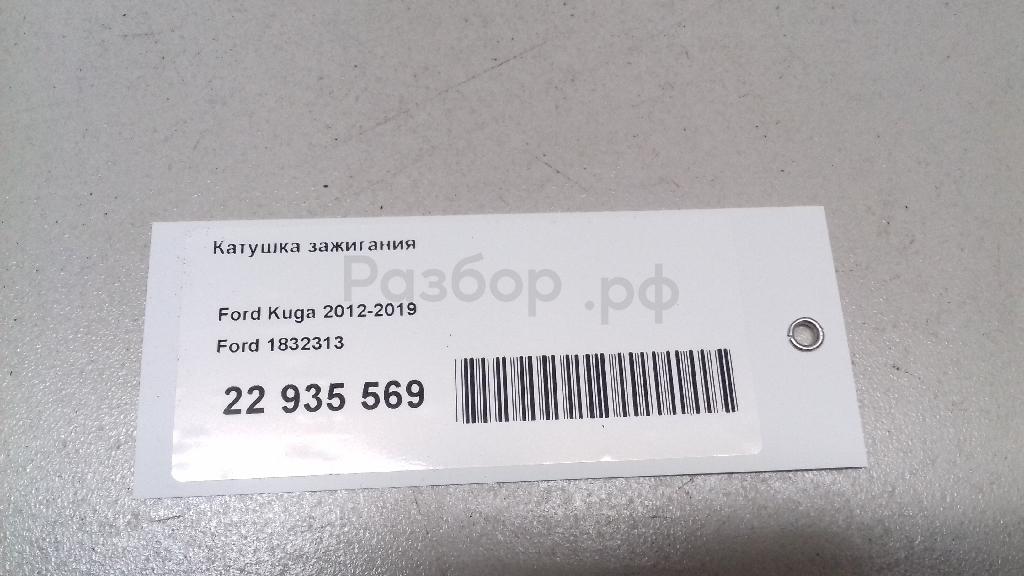 Катушка зажигания
Разбор.рф
Ford Kuga 2012-2019
Ford 1832313
22 935 569